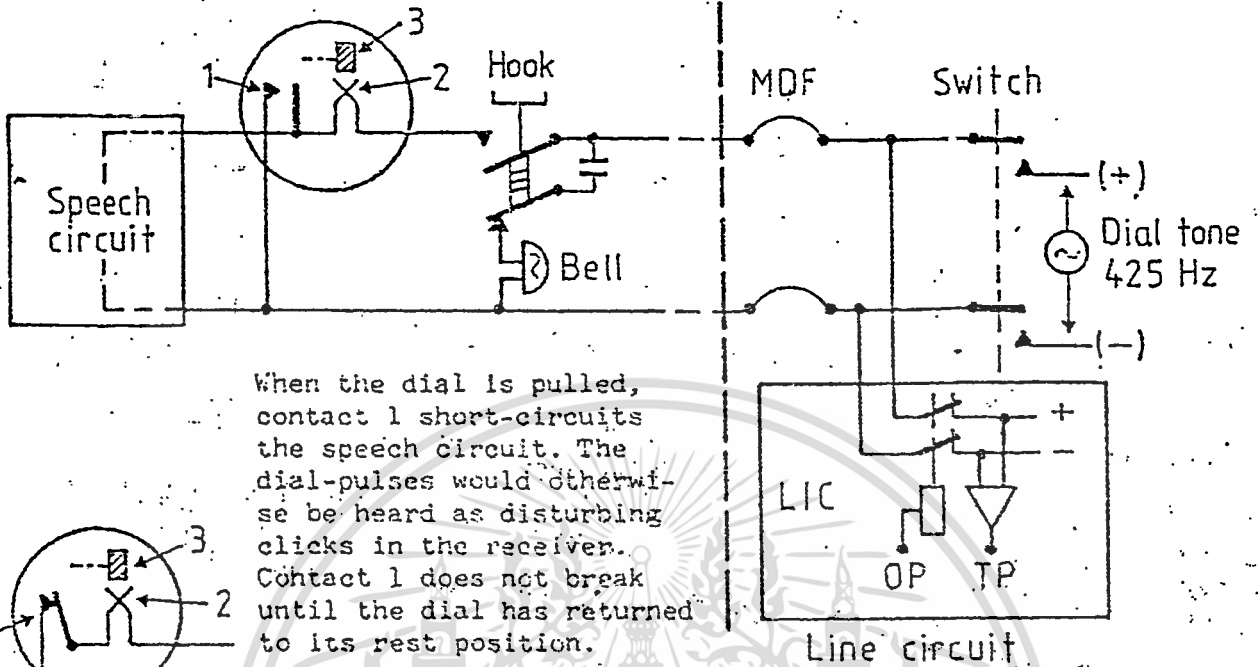 3
1
2
Hook
MDF
Switch
(+)
Speech
circuit
Bell
Dial tone
425 Hz
(-)
When the dial is pulled,
contact 1 short-circuits
the speech circuit. The
dial-pulses would otherwi-
se be heard as disturbing
clicks in the receiver.
Contact 1 does not break
until the dial has returned
to its rest position.
3
2
+
-
LIC
OP TP
Line circuit